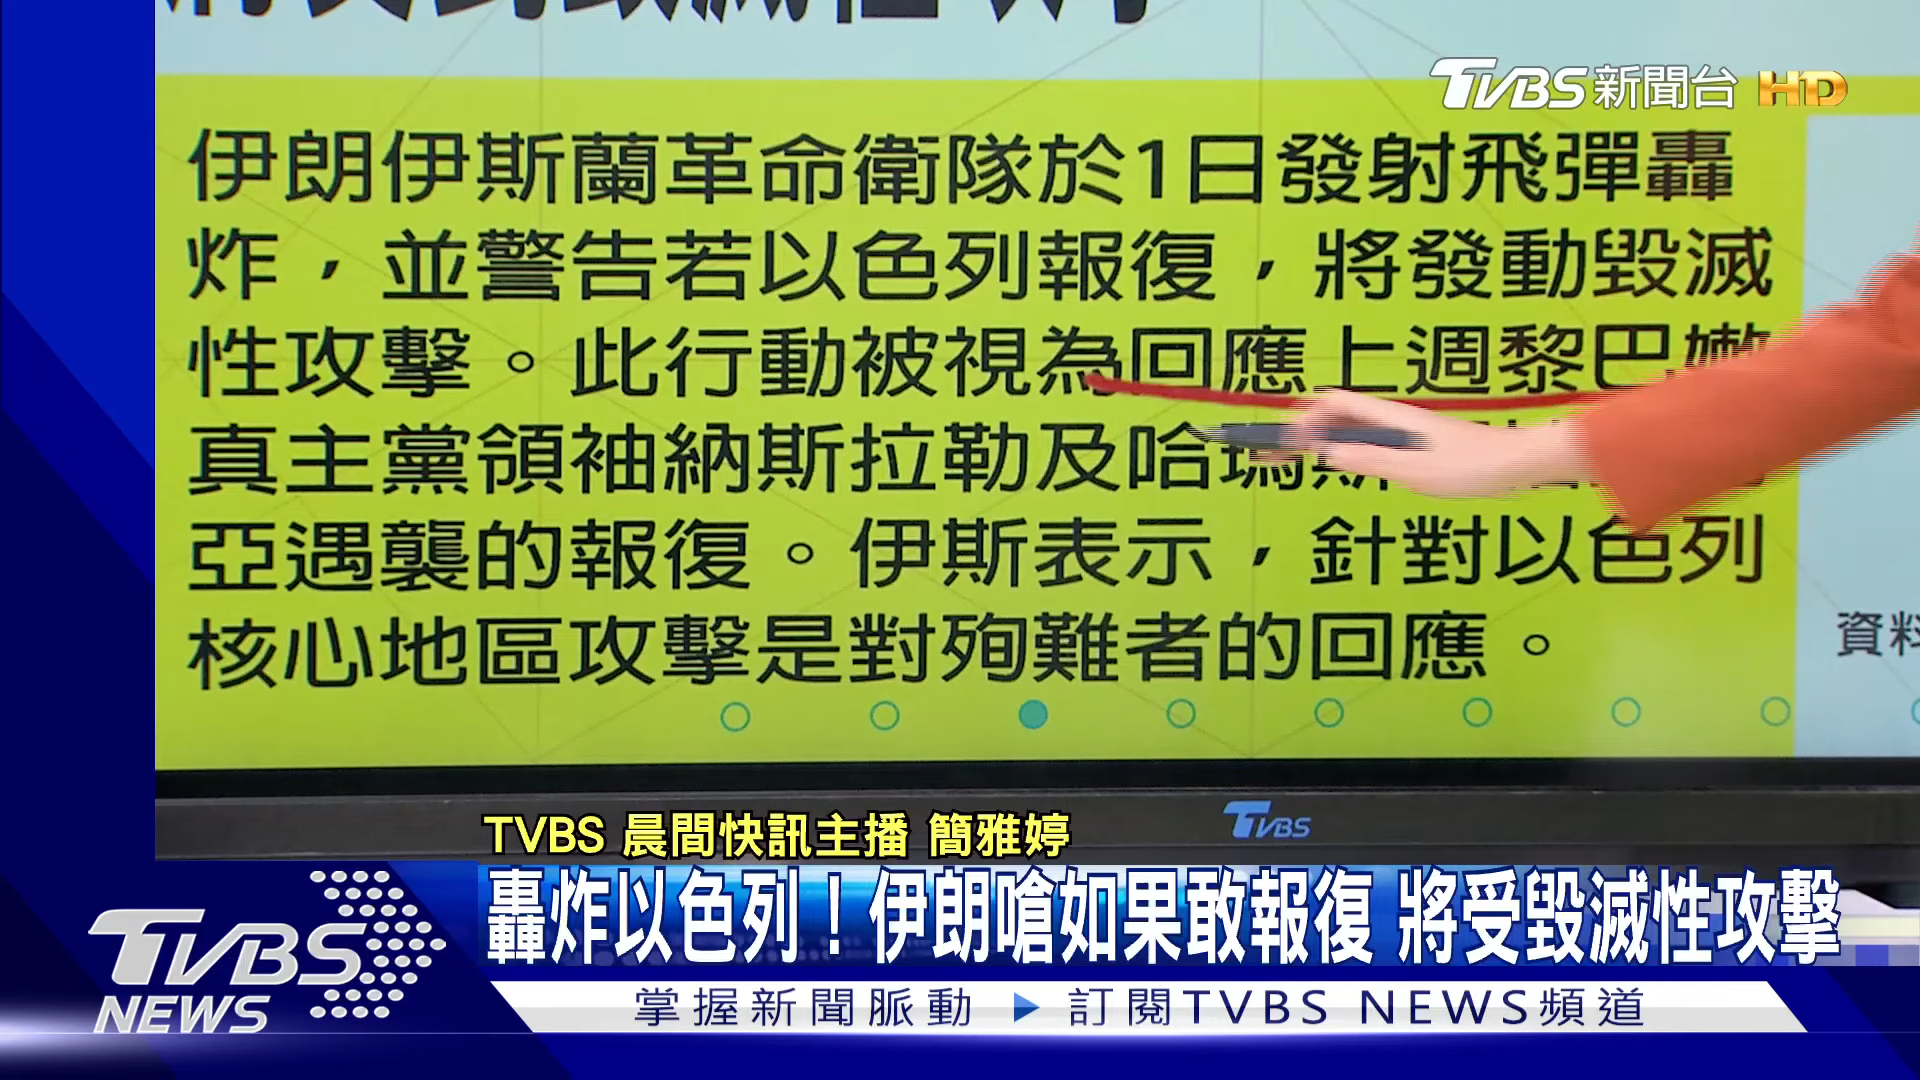 TVBS新聞台 HD
伊朗伊斯蘭革命衛隊於1日發射飛彈轟
炸，並警告若以色列報復，將發動毀滅
性攻擊。此行動被視為回應上週黎巴嫩
真主黨領袖納斯拉勒及哈瑪斯
亞遇襲的報復。伊斯表示，針對以色列
核心地區攻擊是對殉難者的回應。
資料
TVBS
TVBS 晨間快訊主播 簡雅婷
轟炸以色列！伊朗嗆如果敢報復 將受毀滅性攻擊
TVBS NEWS
掌握新聞脈動 ▶ 訂閱TVBS NEWS頻道